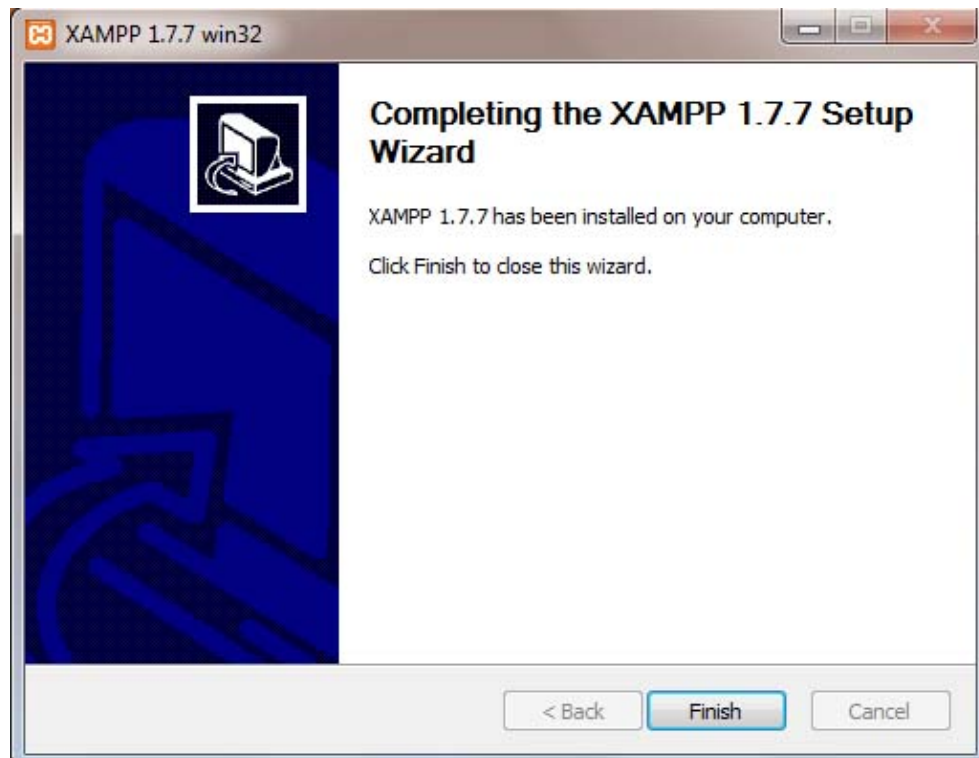 XAMPP 1.7.7 win32
Completing the XAMPP 1.7.7 Setup
Wizard
XAMPP 1.7.7 has been installed on your computer.
Click Finish to close this wizard.
< Back
Finish
Cancel